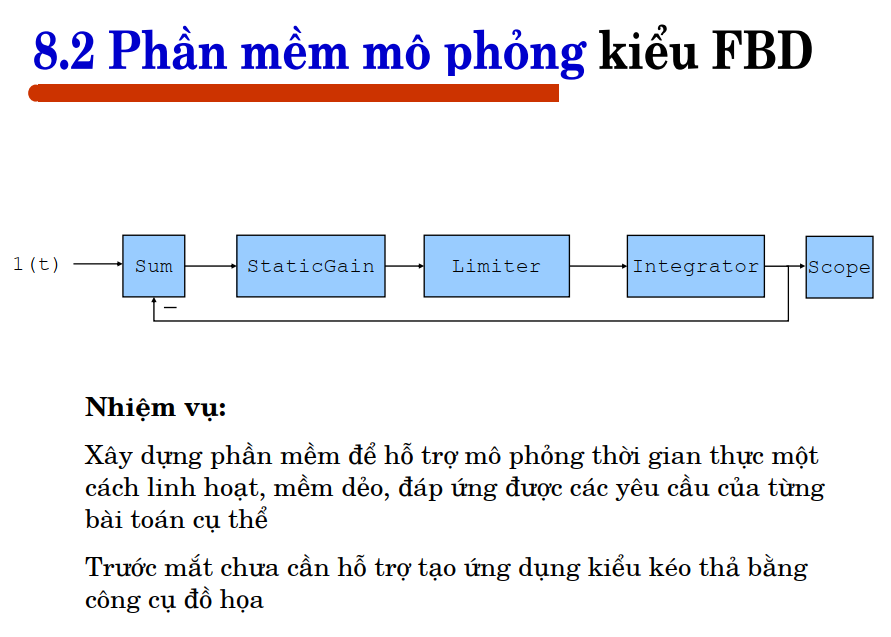 8.2 Phần mềm mô phỏng kiểu FBD
1(t)
Sum
StaticGain
Limiter
Integrator
Scope
–
Nhiệm vụ:
Xây dựng phần mềm để hỗ trợ mô phỏng thời gian thực một
cách linh hoạt, mềm dẻo, đáp ứng được các yêu cầu của từng
bài toán cụ thể
Trước mắt chưa cần hỗ trợ tạo ứng dụng kiểu kéo thả bằng
công cụ đồ họa